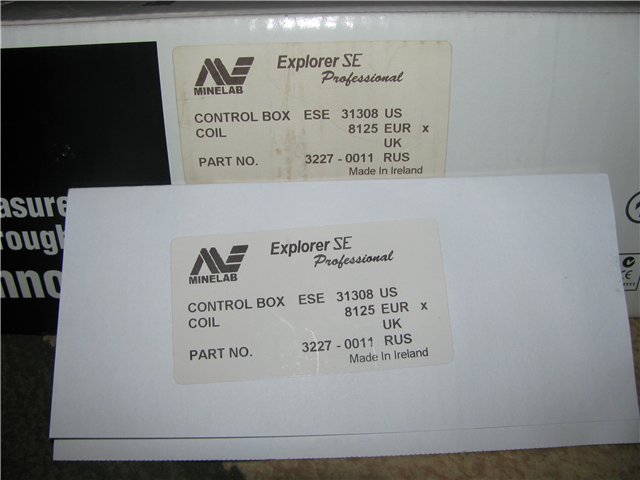 MINELAB
Explorer SE
Professional
CONTROL BOX ESE 31308 US
COIL 8125 EUR x
UK
PART NO. 3227 - 0011 RUS
Made In Ireland
MINELAB
Explorer SE
Professional
CONTROL BOX ESE 31308 US
COIL 8125 EUR x
UK
PART NO. 3227 - 0011 RUS
Made In Ireland